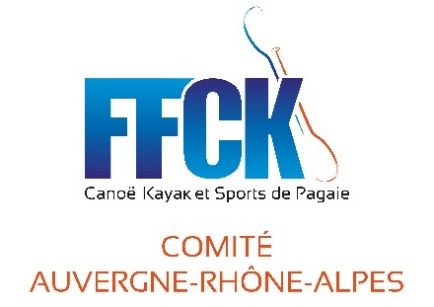 FFCK
Canoë Kayak et Sports de Pagaie
COMITÉ
AUVERGNE-RHÔNE-ALPES